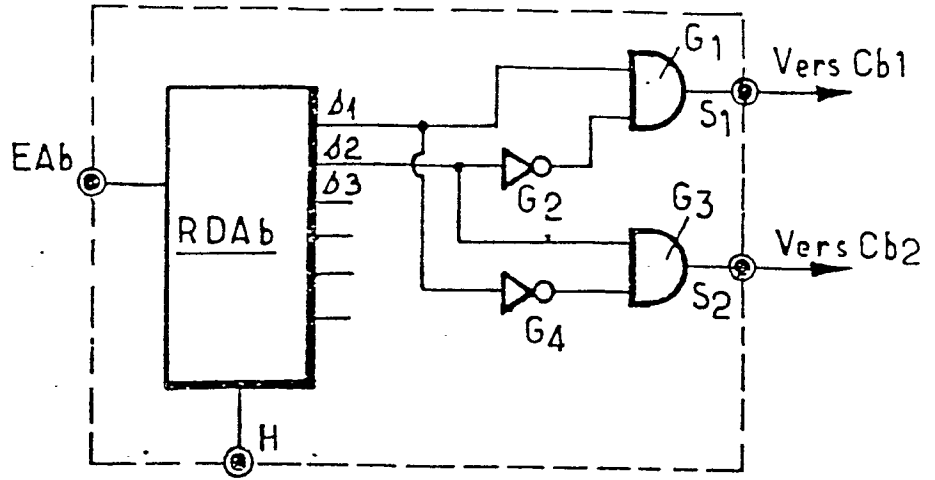 G1
Vers Cb1
S1
s1
s2
s3
EAb
G2
RDAb
G3
Vers Cb2
S2
G4
H